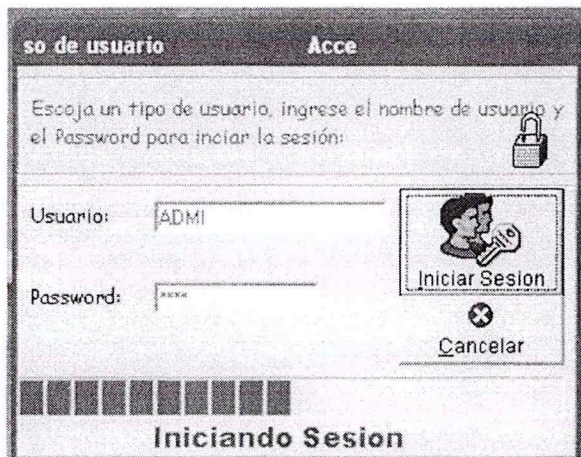 so de usuario Acce
Escoja un tipo de usuario, ingrese el nombre de usuario y
el Password para inciar la sesión:
Usuario: ADMI
Iniciar Sesion
Password: ****
Cancelar
Iniciando Sesion